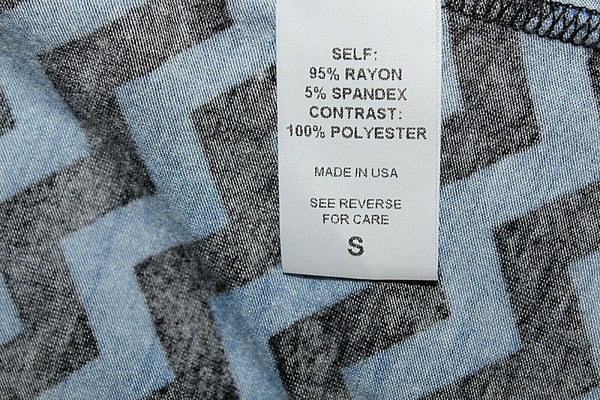 SELF:
95% RAYON
5% SPANDEX
CONTRAST:
100% POLYESTER
MADE IN USA
SEE REVERSE
FOR CARE
S